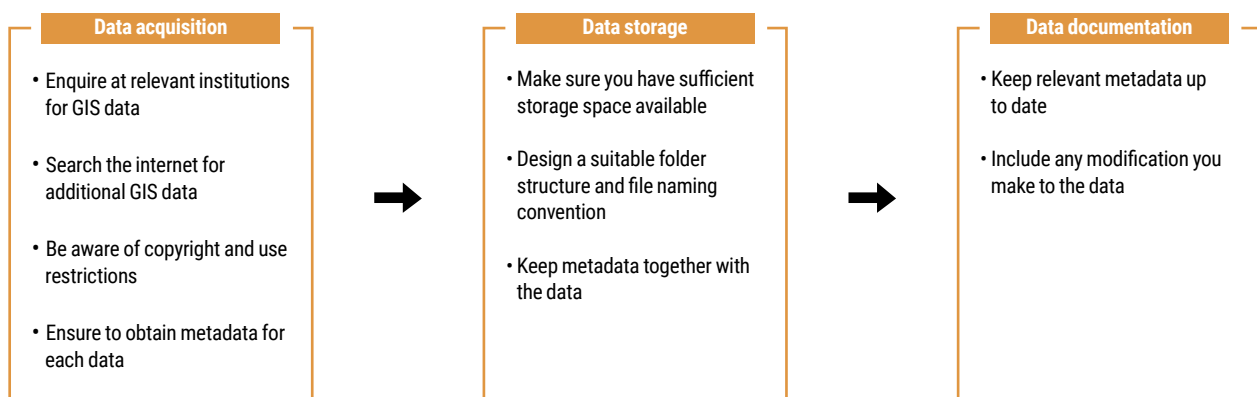 Data acquisition
• Enquire at relevant institutions
for GIS data
• Search the internet for
additional GIS data
• Be aware of copyright and use
restrictions
• Ensure to obtain metadata for
each data
Data storage
• Make sure you have sufficient
storage space available
• Design a suitable folder
structure and file naming
convention
• Keep metadata together with
the data
Data documentation
• Keep relevant metadata up
to date
• Include any modification you
make to the data